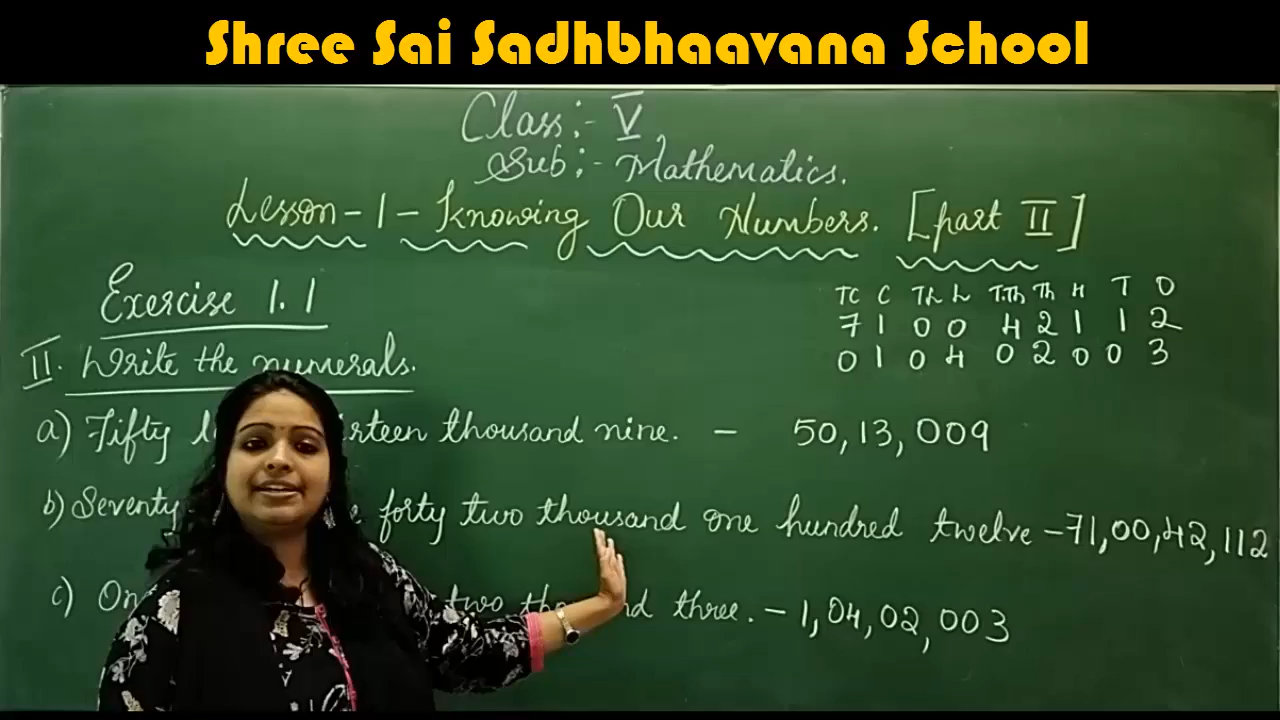 Shree Sai Sadhbhaavana School
Class:- V,
Sub:- Mathematics.
Lesson-1- Knowing Our Numbers. [part II]
Exercise 1.1
TC C TL L T.Th Th H T O
7 1 0 0 4 2 1 1 2
0 1 0 4 0 2 0 0 3
II. Write the numerals.
a) Fifty thousand nine. - 50,13,009
b) Seventy forty two thousand one hundred twelve - 71,00,42,112
c) two three. - 1,04,02,003